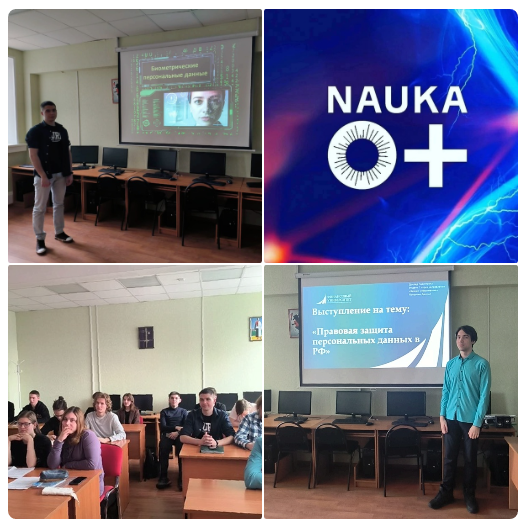 Биометрические
персональные данные
NAUKA
0+
Выступление на тему:
«Правовая защита
персональных данных в
РФ»